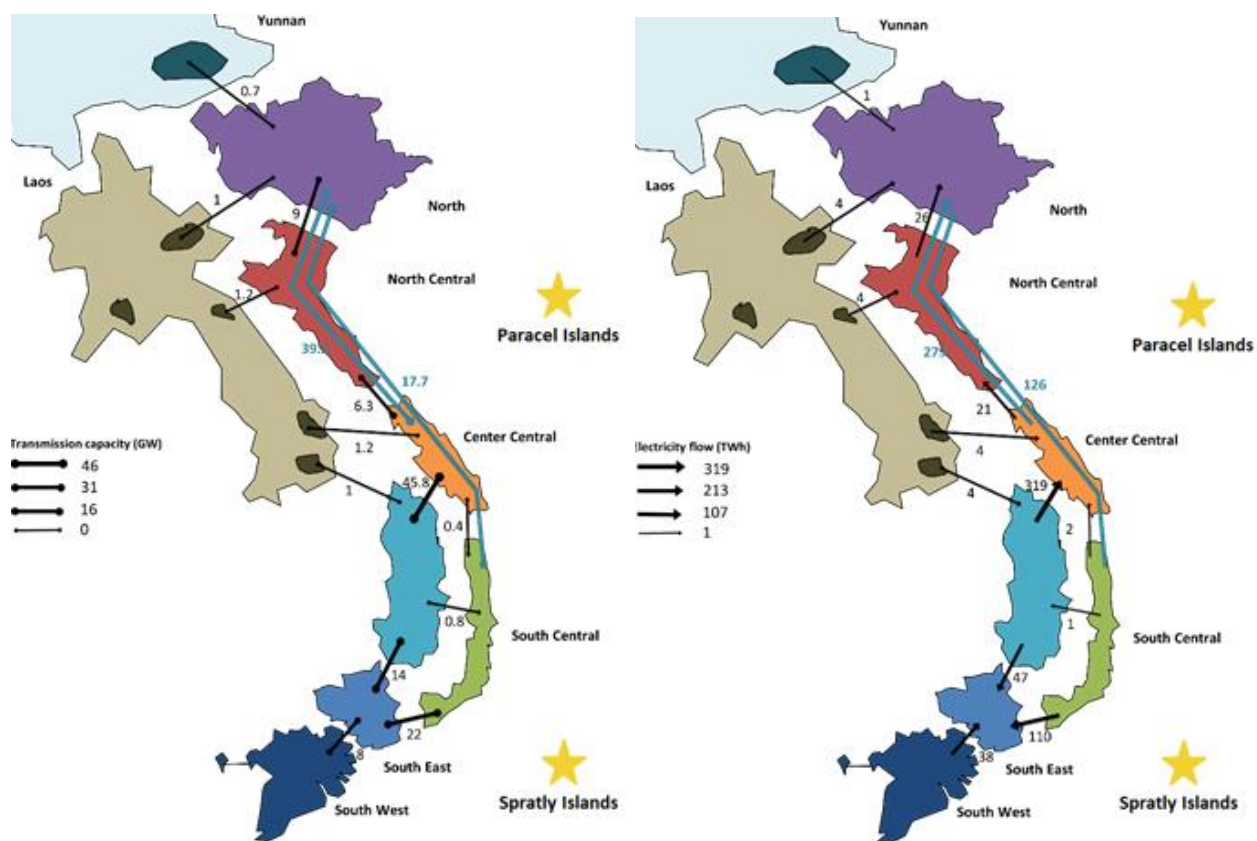 Yunnan
0.7
Laos
1
North
9
North Central
1.2
Paracel Islands
17.7
6.3
Transmission capacity (GW)
46
31
16
0
Center Central
1.2
1
45.8
0.4
0.8
South Central
14
22
8
South East
South West
Spratly Islands
Yunnan
1
Laos
4
North
26
North Central
4
Paracel Islands
126
21
Electricity flow (TWh)
319
213
107
1
Center Central
4
4
319
2
1
South Central
47
110
38
South East
South West
Spratly Islands